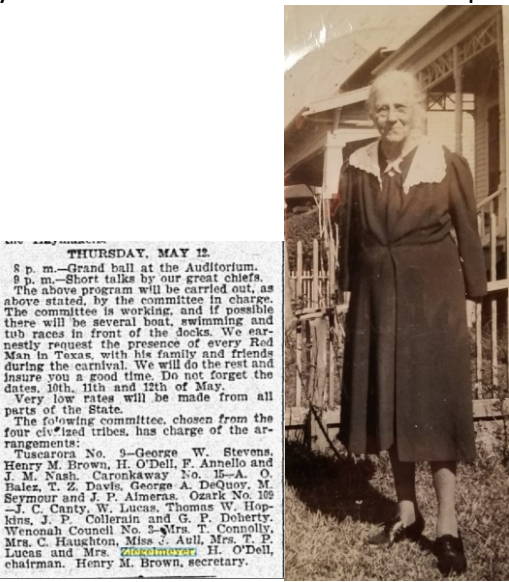 THURSDAY, MAY 12.
8 p. m.—Grand ball at the Auditorium.
9 p. m.—Short talks by our great chiefs.
The above program will be carried out, as
above stated, by the committee in charge.
The committee is working, and if possible
there will be several boat, swimming and
tub races in front of the docks. We ear-
nestly request the presence of every Red
Man in Texas, with his family and friends
during the carnival. We will do the rest and
insure you a good time. Do not forget the
dates, 10th, 11th and 12th of May.
Very low rates will be made from all
parts of the State.
The folowing committee, chosen from the
four civilized tribes, has charge of the ar-
rangements:
Tuscarora No. 9—George W. Stevens,
Henry M. Brown, H. O'Dell, F. Annello and
J. M. Nash. Caronkaway No. 15—A. O.
Balez, T. Z. Davis, George A. DeQuoy, M.
Seymour and J. P. Almeras. Ozark No. 109
—J. C. Canty, W. Lucas, Thomas W. Hop-
kins, J. P. Collerain and G. P. Doherty.
Wenonah Council No. 3—Mrs. T. Connolly,
Mrs. C. Haughton, Miss J. Aull, Mrs. T. P.
Lucas and Mrs. H. O'Dell,
chairman. Henry M. Brown, secretary.